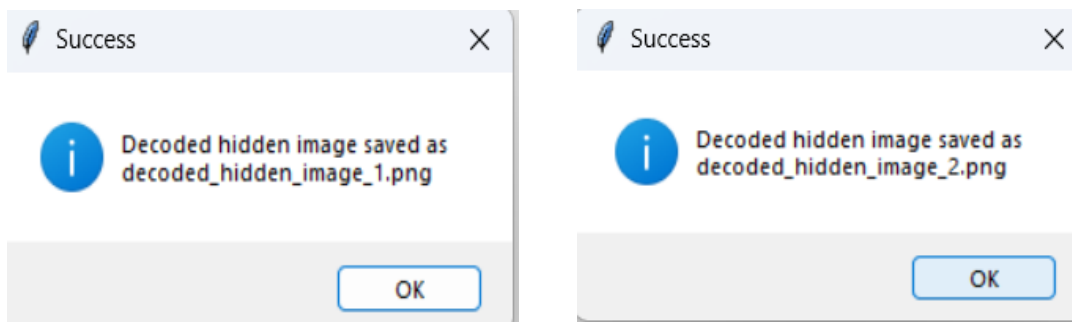 Success
Decoded hidden image saved as
decoded_hidden_image_1.png
OK
Success
Decoded hidden image saved as
decoded_hidden_image_2.png
OK